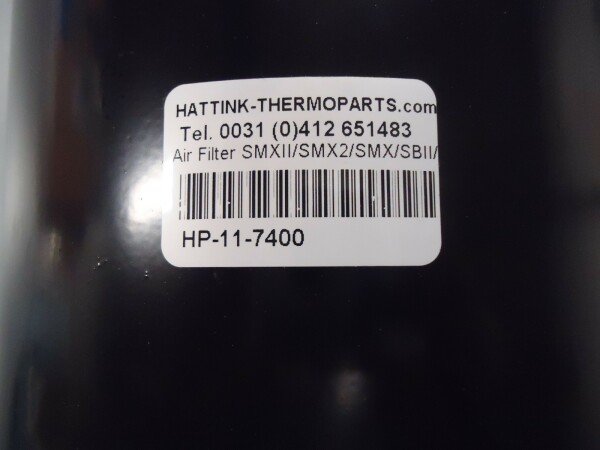 HATTINK-THERMOPARTS.com
Tel. 0031 (0)412 651483
Air Filter SMXII/SMX2/SMX/SBII/
HP-11-7400